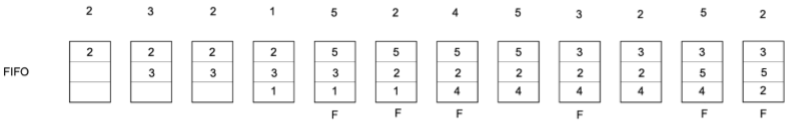 2 3 2 1 5 2 4 5 3 2 5 2
FIFO
2 2 2 2 5 5 5 5 3 3 3 3
3 3 3 3 2 2 2 2 2 5 5
1 1 1 4 4 4 4 4 2
F F F F F F